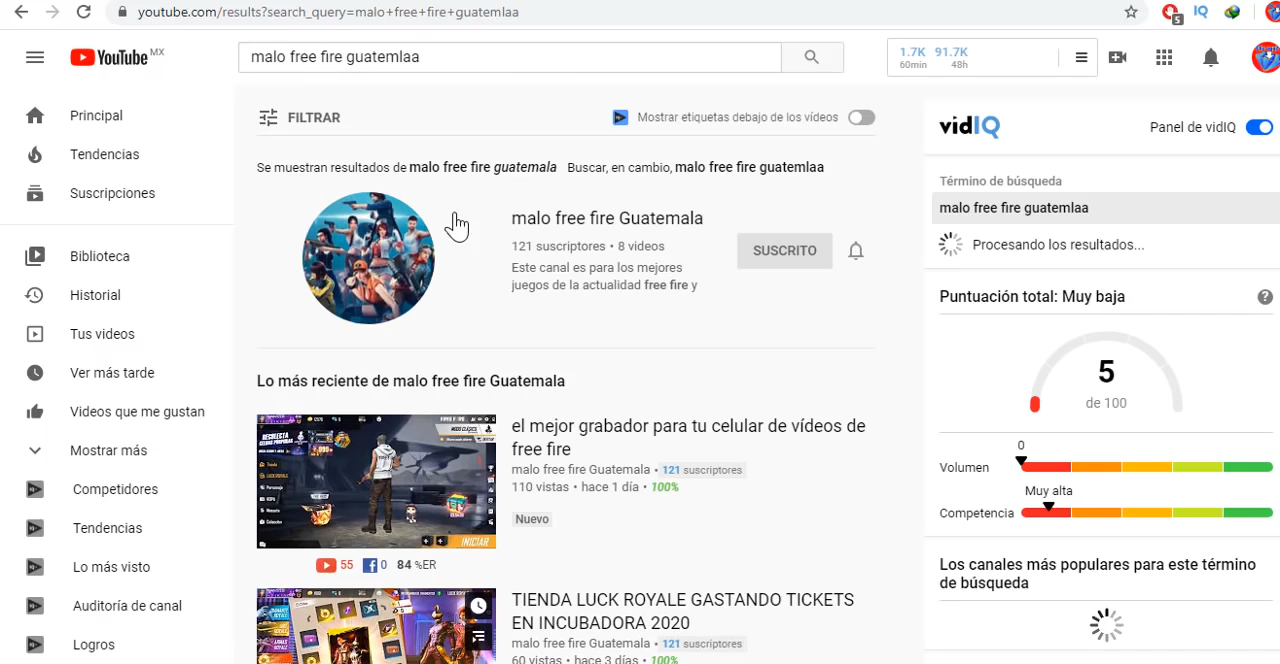 youtube.com/results?search_query=malo+free+fire+guatemlaa
5
IQ
YouTube MX
malo free fire guatemlaa
1.7K 91.7K
60min 48h
Principal
Tendencias
Suscripciones
Biblioteca
Historial
Tus videos
Ver más tarde
Videos que me gustan
Mostrar más
Competidores
Tendencias
Lo más visto
Auditoría de canal
Logros
FILTRAR
Mostrar etiquetas debajo de los vídeos
Se muestran resultados de malo free fire guatemala Buscar, en cambio, malo free fire guatemlaa
malo free fire Guatemala
121 suscriptores • 8 videos
Este canal es para los mejores
juegos de la actualidad free fire y
SUSCRITO
Lo más reciente de malo free fire Guatemala
INICIAR
el mejor grabador para tu celular de vídeos de
free fire
malo free fire Guatemala • 121 suscriptores
110 vistas • hace 1 día • 100%
Nuevo
55 0 84 %ER
TIENDA LUCK ROYALE GASTANDO TICKETS
EN INCUBADORA 2020
malo free fire Guatemala • 121 suscriptores
60 vistas • hace 3 días • 100%
vidIQ
Panel de vidIQ
Término de búsqueda
malo free fire guatemlaa
Procesando los resultados...
Puntuación total: Muy baja
?
5
de 100
0
Volumen
Muy alta
Competencia
Los canales más populares para este término
de búsqueda